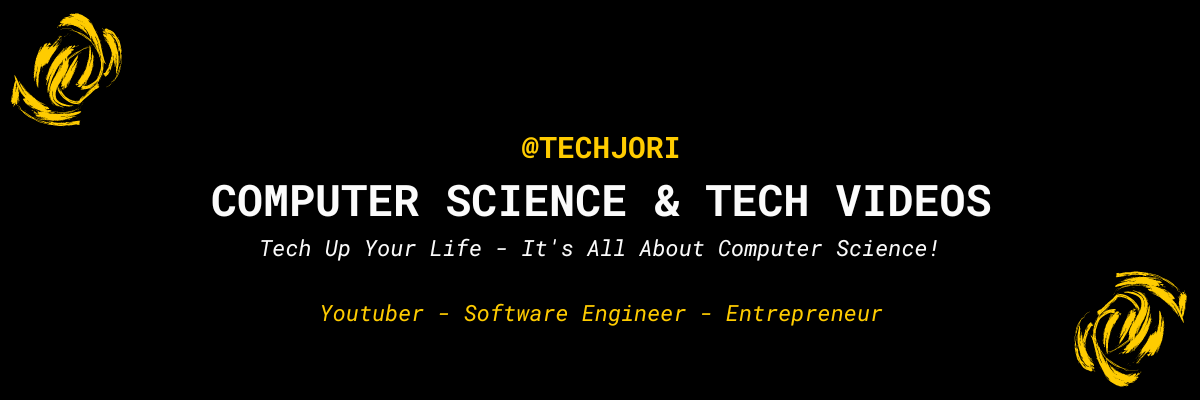 @TECHJORI
COMPUTER SCIENCE & TECH VIDEOS
Tech Up Your Life - It's All About Computer Science!
Youtuber - Software Engineer - Entrepreneur